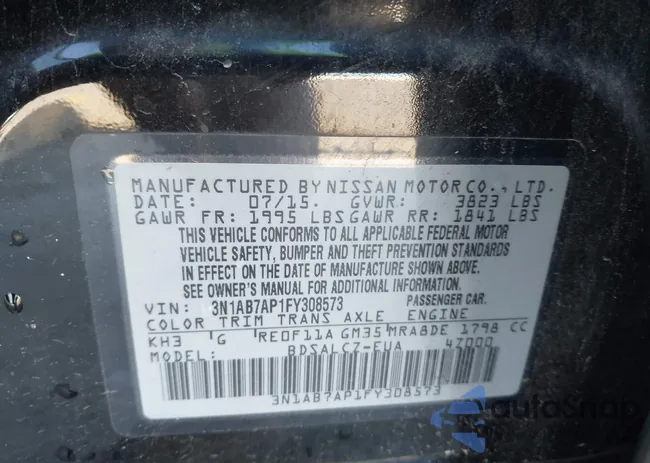 MANUFACTURED BY NISSAN MOTOR CO., LTD.
DATE: 07/15. GVWR: 3823 LBS
GAWR FR: 1995 LBS GAWR RR: 1841 LBS
THIS VEHICLE CONFORMS TO ALL APPLICABLE FEDERAL MOTOR
VEHICLE SAFETY, BUMPER AND THEFT PREVENTION STANDARDS
IN EFFECT ON THE DATE OF MANUFACTURE SHOWN ABOVE.
SEE OWNER'S MANUAL FOR ADDITIONAL INFORMATION.
VIN: 3N1AB7AP1FY308573 PASSENGER CAR.
COLOR TRIM TRANS AXLE ENGINE
KH3 G RE0F11A GM35 MRA8DE 1798 CC
MODEL: BDSALC7-EUA 47000
3N1AB7AP1FY308573
autoSnap